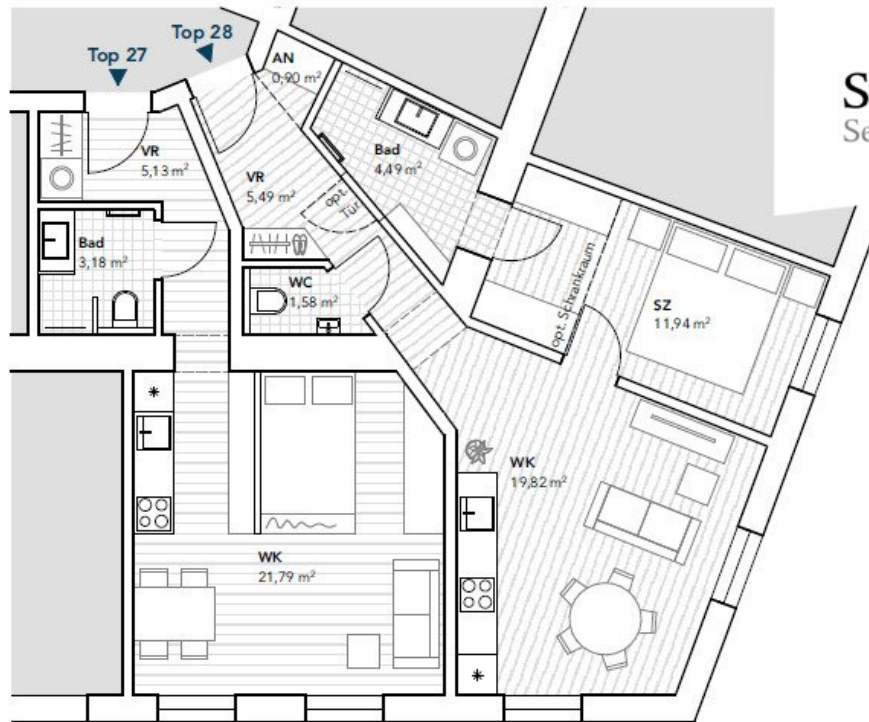 Top 27
Top 28
AN
0,90 m²
S
Se
VR
5,13 m²
VR
5,49 m²
opt.
Tür
Bad
4,49 m²
Bad
3,18 m²
WC
1,58 m²
opt. Schrankraum
SZ
11,94 m²
WK
19,82 m²
WK
21,79 m²